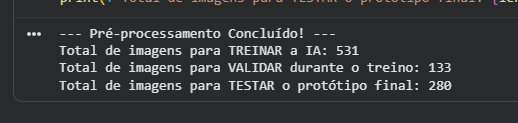 print(f"Total de imagens para TESTAR o protótipo final: {len
--- Pré-processamento Concluído! ---
Total de imagens para TREINAR a IA: 531
Total de imagens para VALIDAR durante o treino: 133
Total de imagens para TESTAR o protótipo final: 280